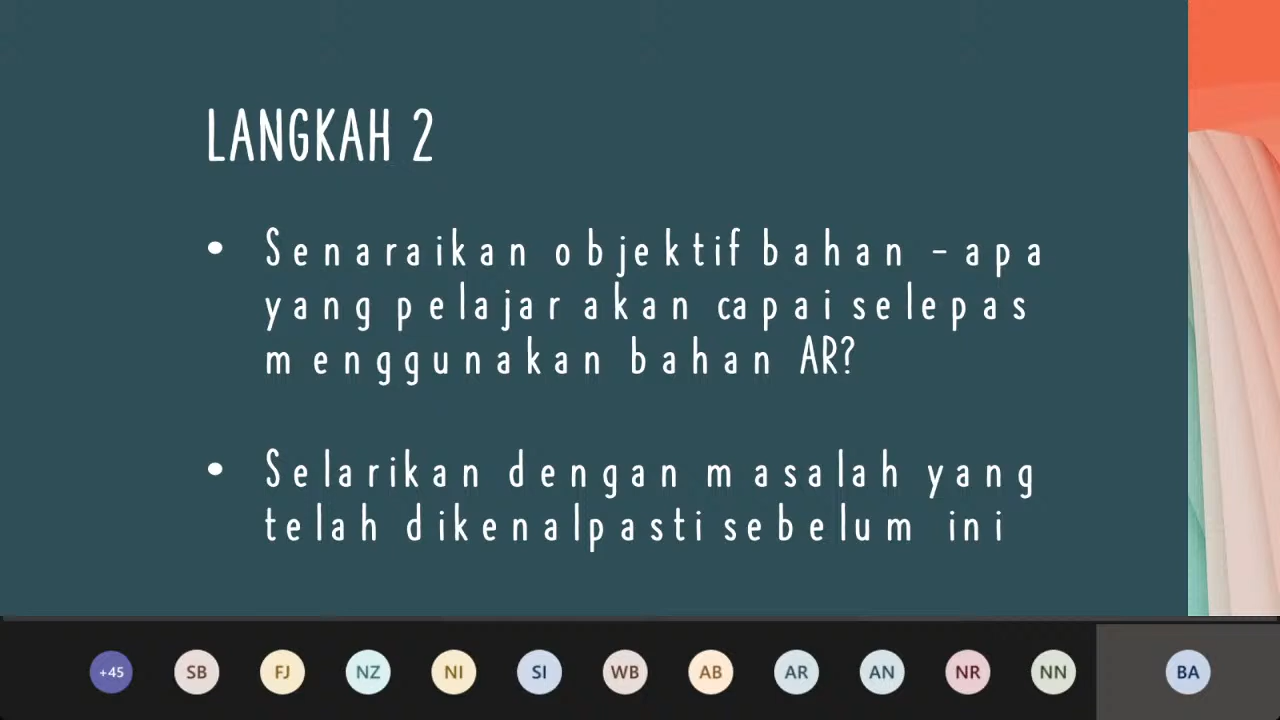 LANGKAH 2
• Senaraikan objektif bahan - apa
yang pelajar akan capai selepas
menggunakan bahan AR?
• Selarikan dengan masalah yang
telah dikenalpasti sebelum ini
+45 SB FJ NZ NI SI WB AB AR AN NR NN BA